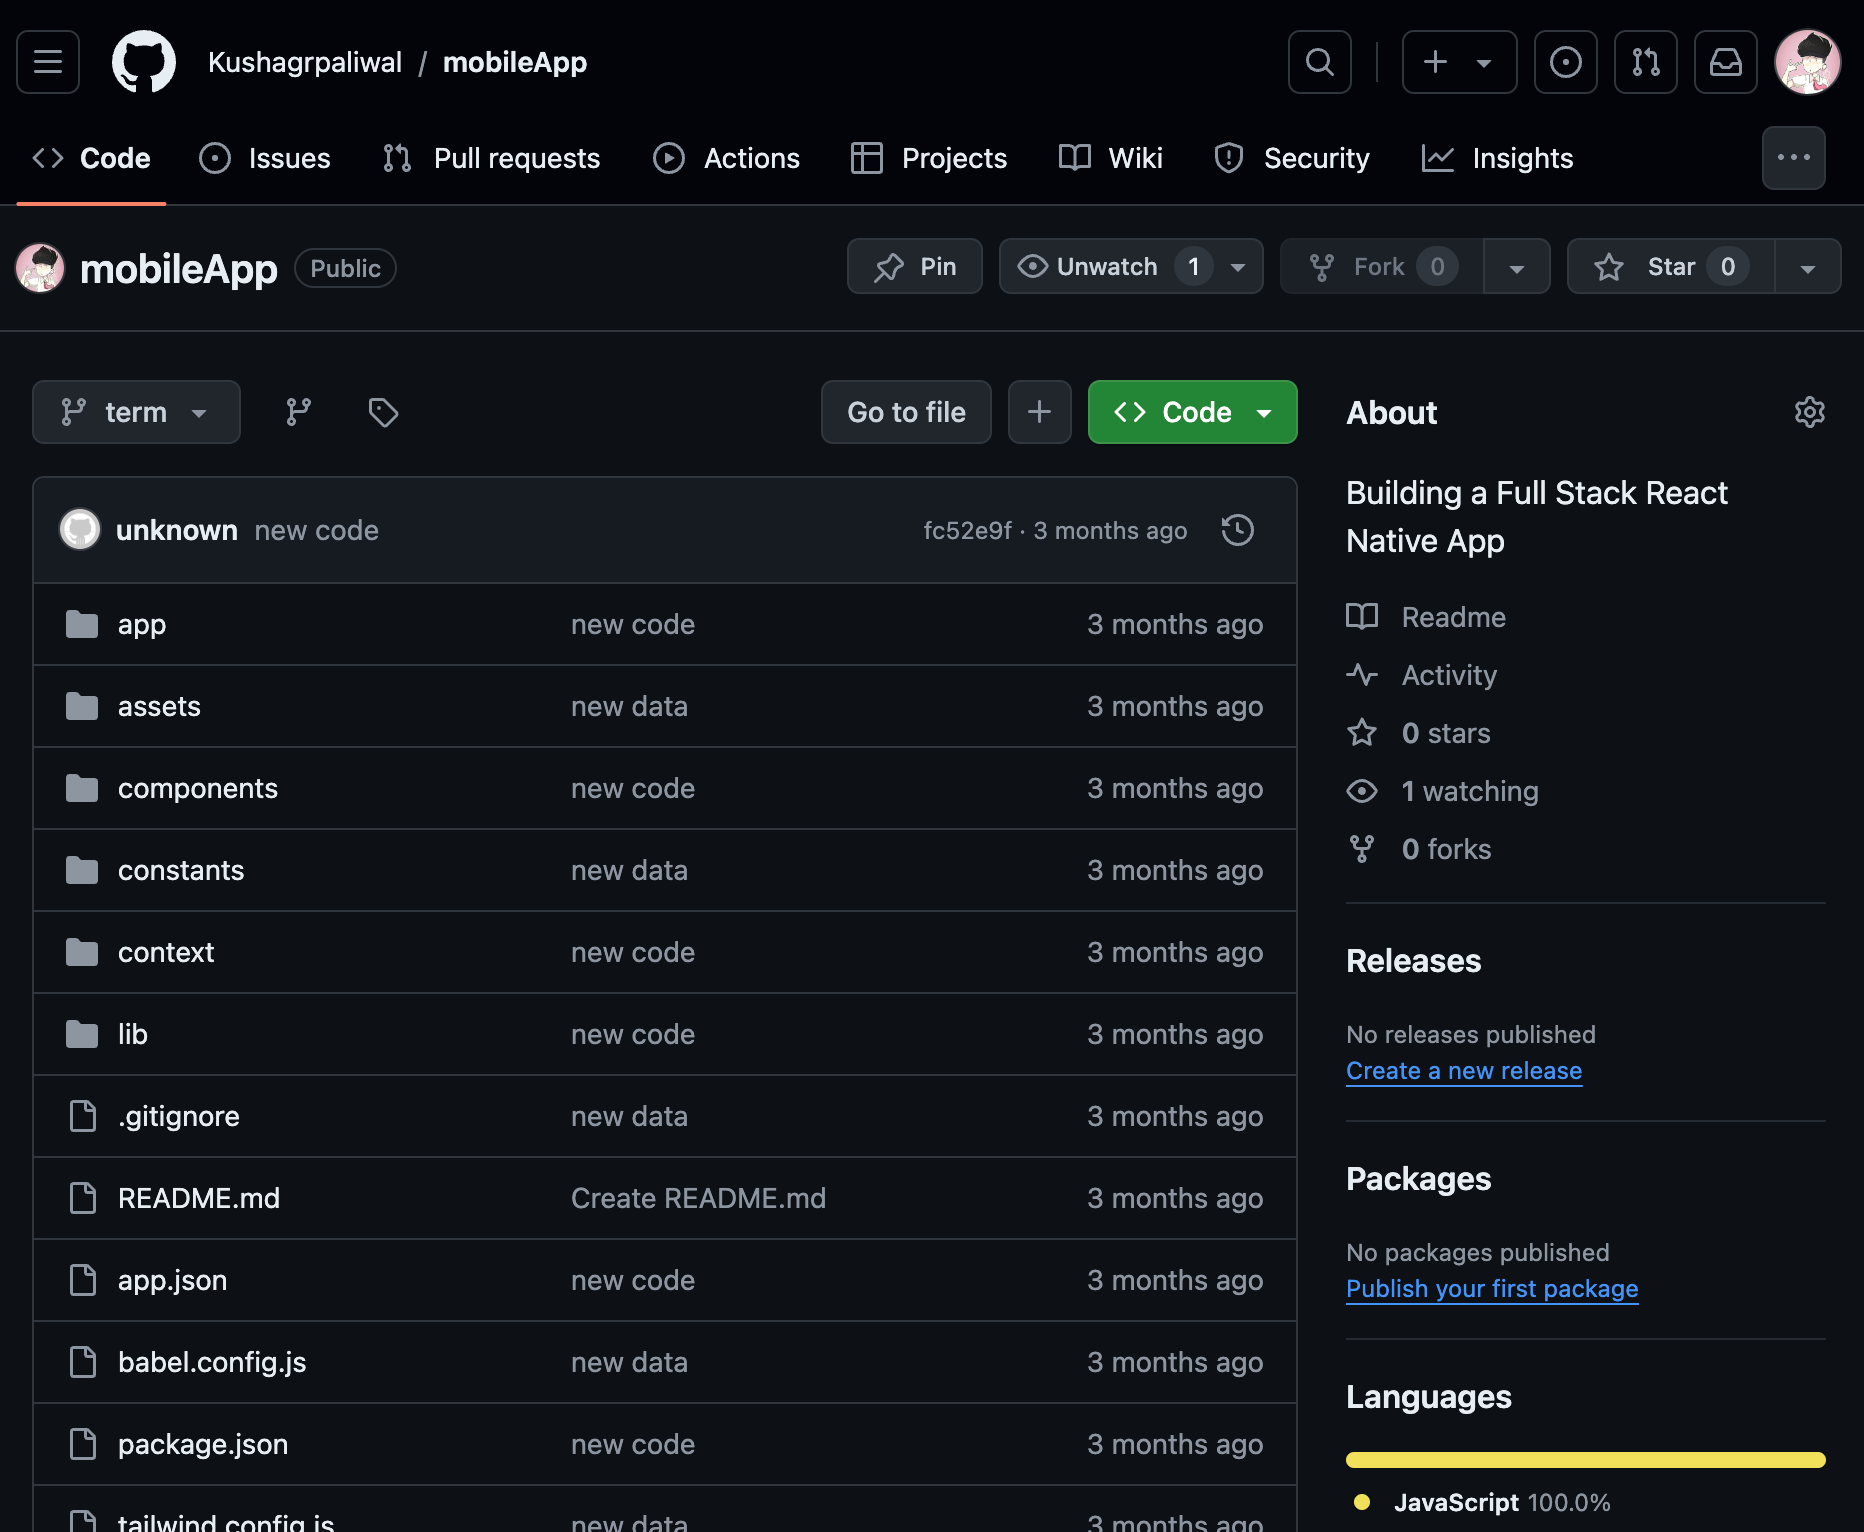 Kushagrpaliwal / mobileApp
Code Issues Pull requests Actions Projects Wiki Security Insights
mobileApp Public Pin Unwatch 1 Fork 0 Star 0
term Go to file Code
unknown new code fc52e9f · 3 months ago
app new code 3 months ago
assets new data 3 months ago
components new code 3 months ago
constants new data 3 months ago
context new code 3 months ago
lib new code 3 months ago
.gitignore new data 3 months ago
README.md Create README.md 3 months ago
app.json new code 3 months ago
babel.config.js new data 3 months ago
package.json new code 3 months ago
tailwind.config.js new data 3 months ago
About
Building a Full Stack React
Native App
Readme
Activity
0 stars
1 watching
0 forks
Releases
No releases published
Create a new release
Packages
No packages published
Publish your first package
Languages
JavaScript 100.0%